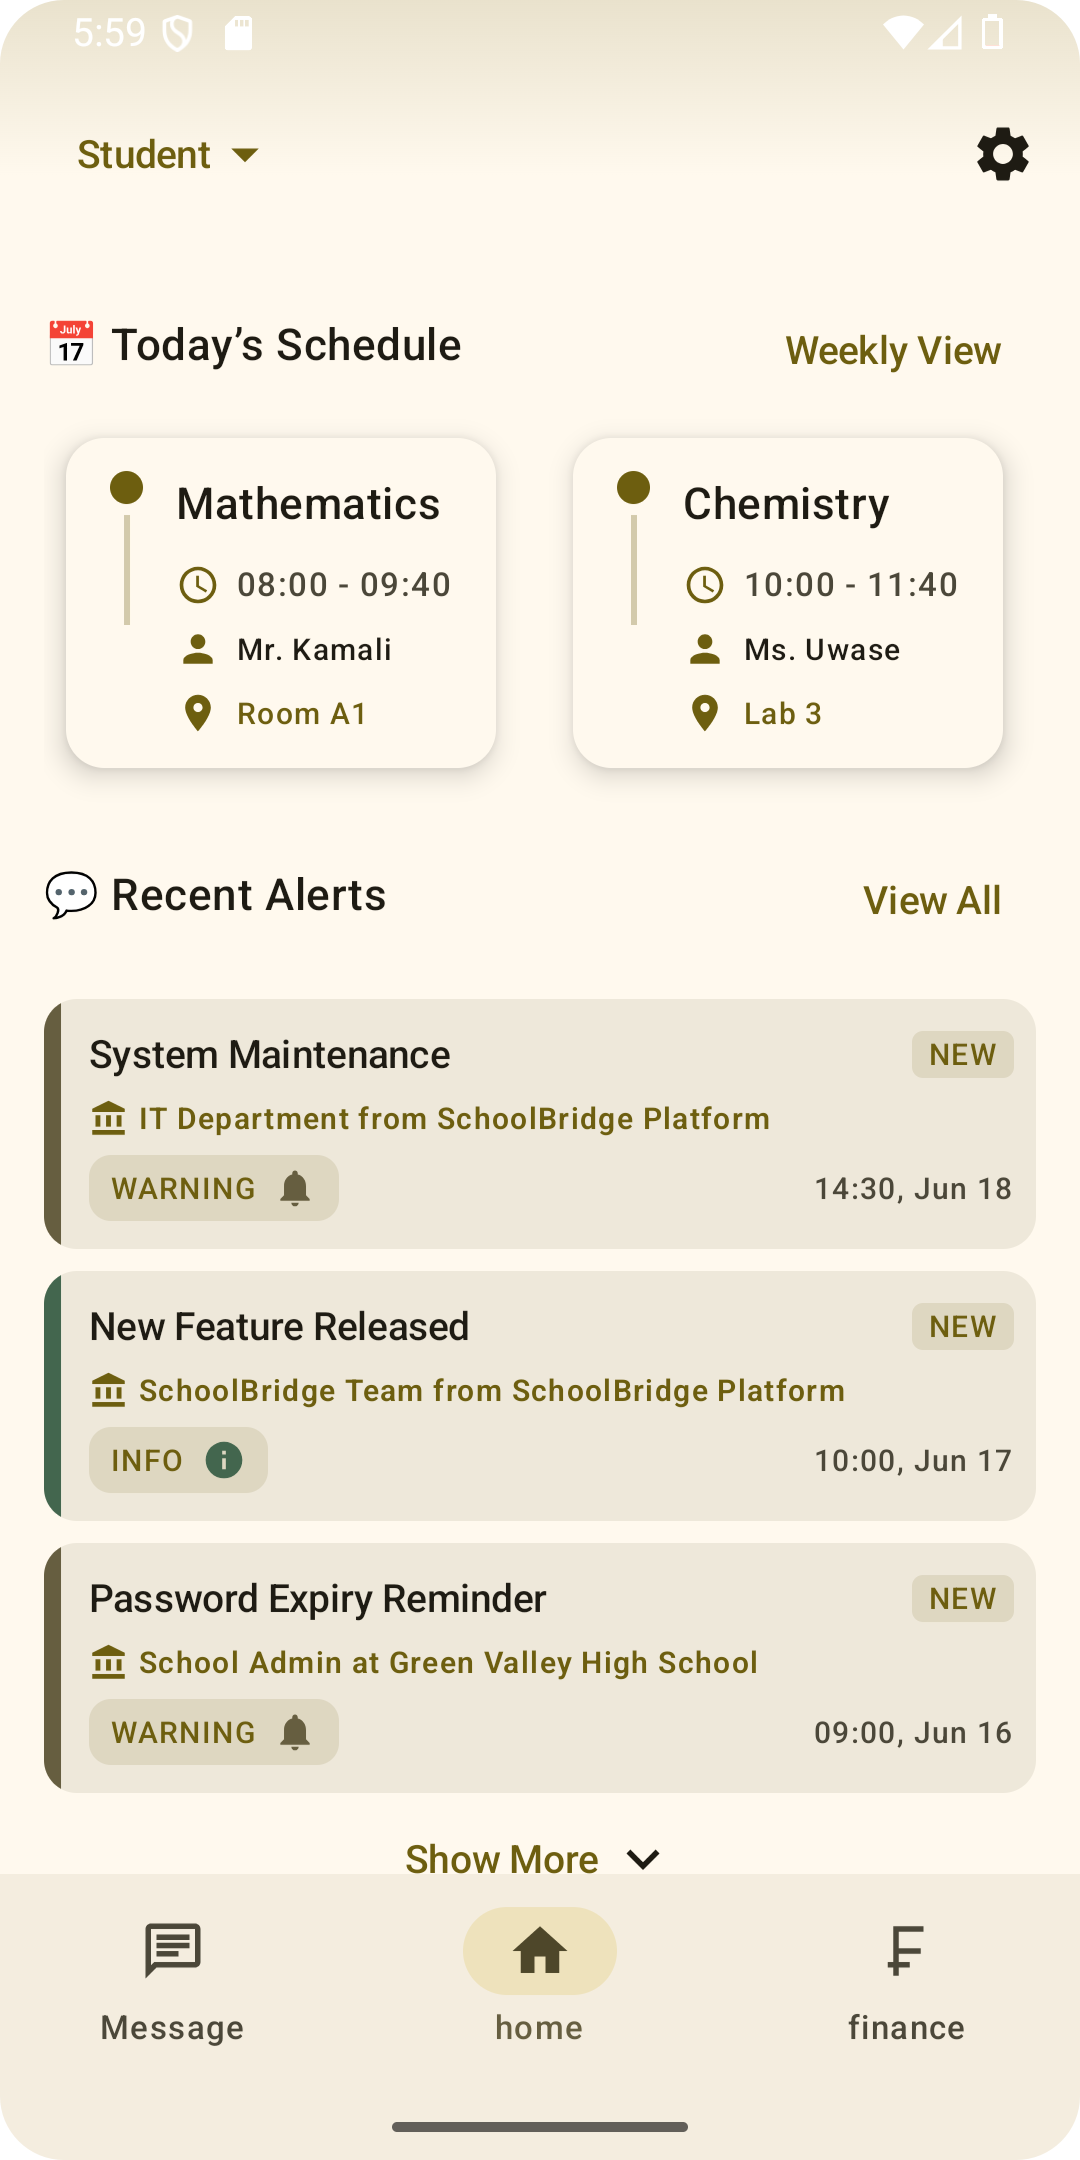 5:59
Student
July
17
Today’s Schedule
Weekly View
Mathematics
08:00 - 09:40
Mr. Kamali
Room A1
Chemistry
10:00 - 11:40
Ms. Uwase
Lab 3
Recent Alerts
View All
System Maintenance
NEW
IT Department from SchoolBridge Platform
WARNING
14:30, Jun 18
New Feature Released
NEW
SchoolBridge Team from SchoolBridge Platform
INFO
10:00, Jun 17
Password Expiry Reminder
NEW
School Admin at Green Valley High School
WARNING
09:00, Jun 16
Show More
Message
home
finance